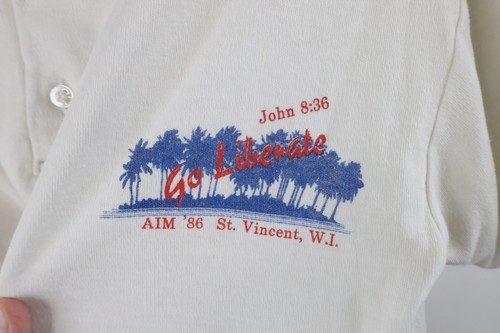 John 8:36
Go Liberate
AIM '86 St. Vincent, W.I.